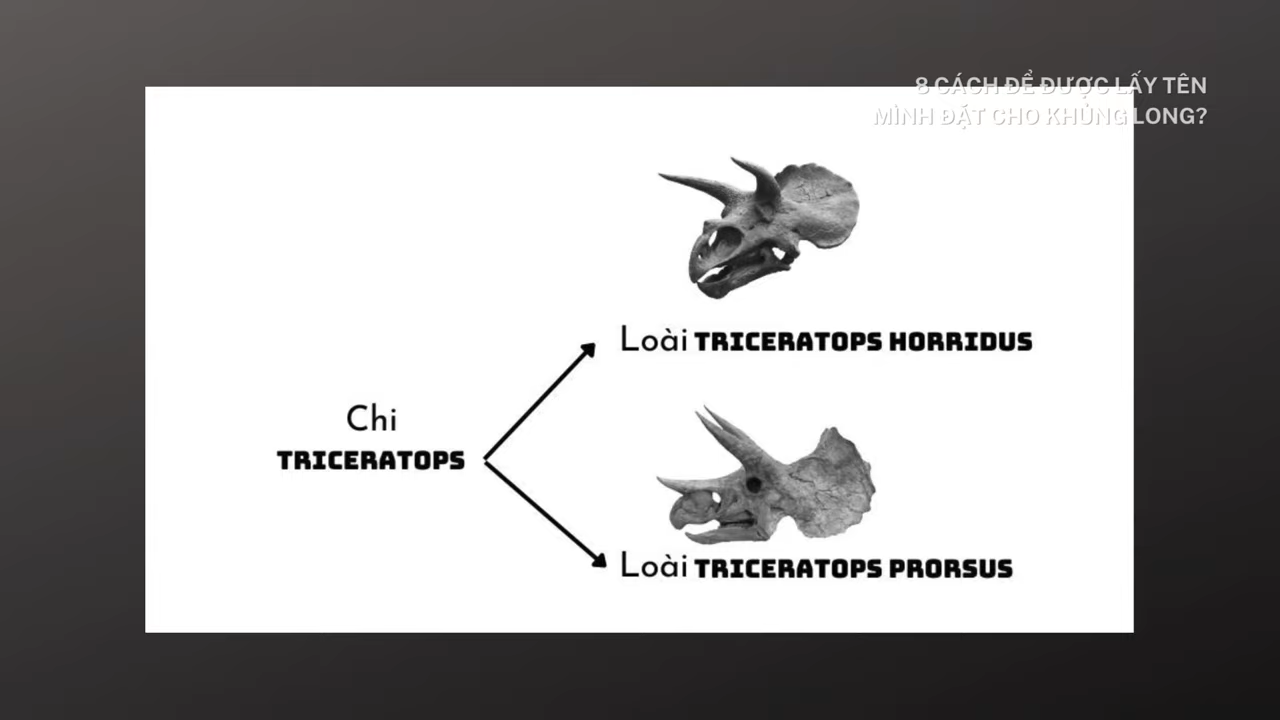 8 CÁCH ĐỂ ĐƯỢC LẤY TÊN
MÌNH ĐẶT CHO KHỦNG LONG?
Loài TRICERATOPS HORRIDUS
Chi
TRICERATOPS
Loài TRICERATOPS PRORSUS